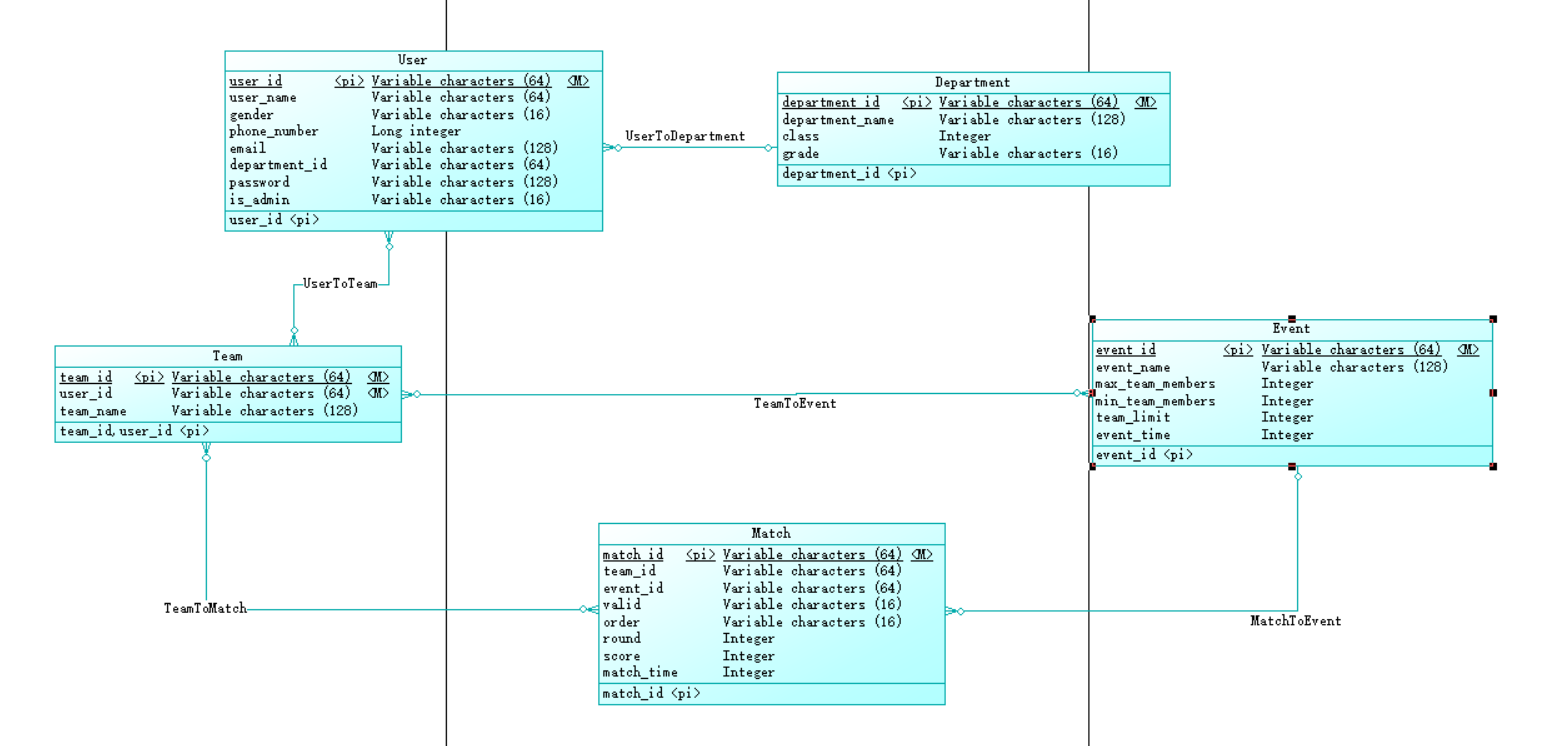 User
user_id <pi> Variable characters (64) <M>
user_name Variable characters (64)
gender Variable characters (16)
phone_number Long integer
email Variable characters (128)
department_id Variable characters (64)
password Variable characters (128)
is_admin Variable characters (16)
user_id <pi>
UserToDepartment
Department
department_id <pi> Variable characters (64) <M>
department_name Variable characters (128)
class Integer
grade Variable characters (16)
department_id <pi>
UserToTeam
Team
team_id <pi> Variable characters (64) <M>
user_id Variable characters (64) <M>
team_name Variable characters (128)
team_id,user_id <pi>
TeamToEvent
Event
event_id <pi> Variable characters (64) <M>
event_name Variable characters (128)
max_team_members Integer
min_team_members Integer
team_limit Integer
event_time Integer
event_id <pi>
Match
match_id <pi> Variable characters (64) <M>
team_id Variable characters (64)
event_id Variable characters (64)
valid Variable characters (16)
order Variable characters (16)
round Integer
score Integer
match_time Integer
match_id <pi>
TeamToMatch
MatchToEvent